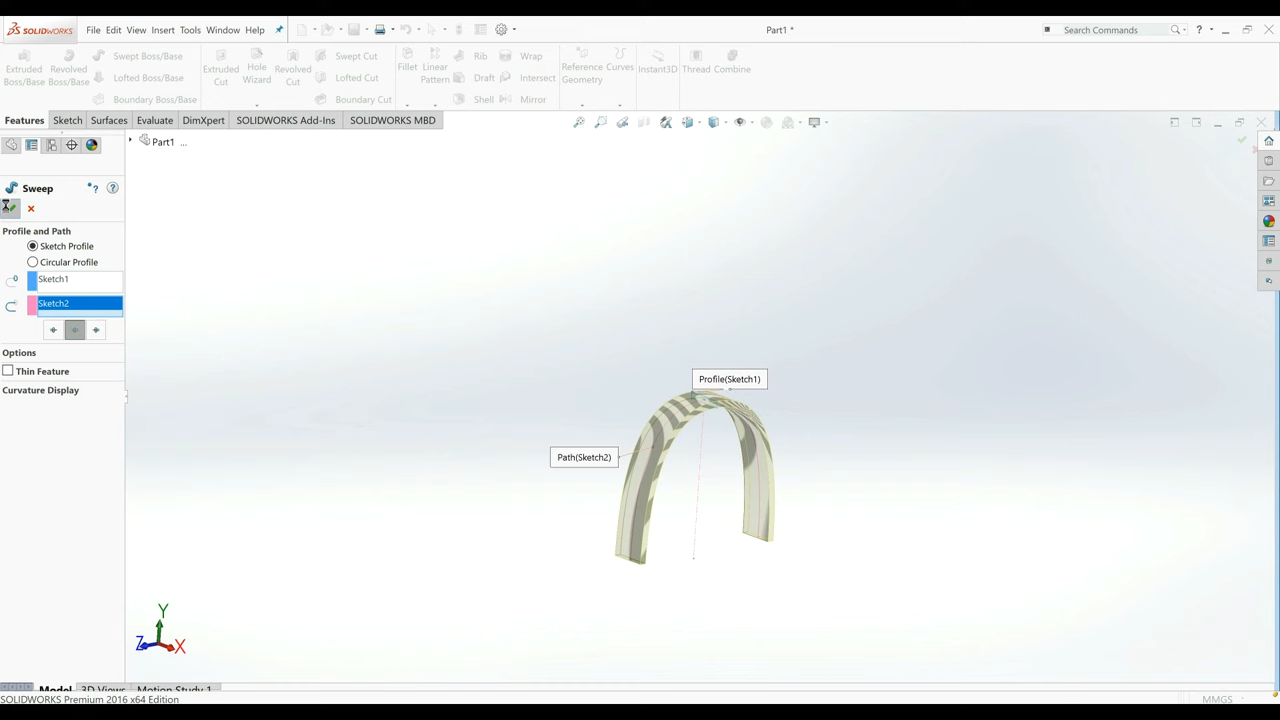 SOLIDWORKS File Edit View Insert Tools Window Help Part1 * Search Commands ?
Extruded Boss/Base Revolved Boss/Base Swept Boss/Base Lofted Boss/Base Boundary Boss/Base Extruded Cut Hole Wizard Revolved Cut Swept Cut Lofted Cut Boundary Cut Fillet Linear Pattern Rib Draft Shell Wrap Intersect Mirror Reference Geometry Curves Instant3D Thread Combine
Features Sketch Surfaces Evaluate DimXpert SOLIDWORKS Add-Ins SOLIDWORKS MBD
Part1 ...
Sweep
Profile and Path
Sketch Profile
Circular Profile
Sketch1
Sketch2
Options
Thin Feature
Curvature Display
Profile(Sketch1)
Path(Sketch2)
Y
Z
X
Model 3D Views Motion Study 1
SOLIDWORKS Premium 2016 x64 Edition MMGS